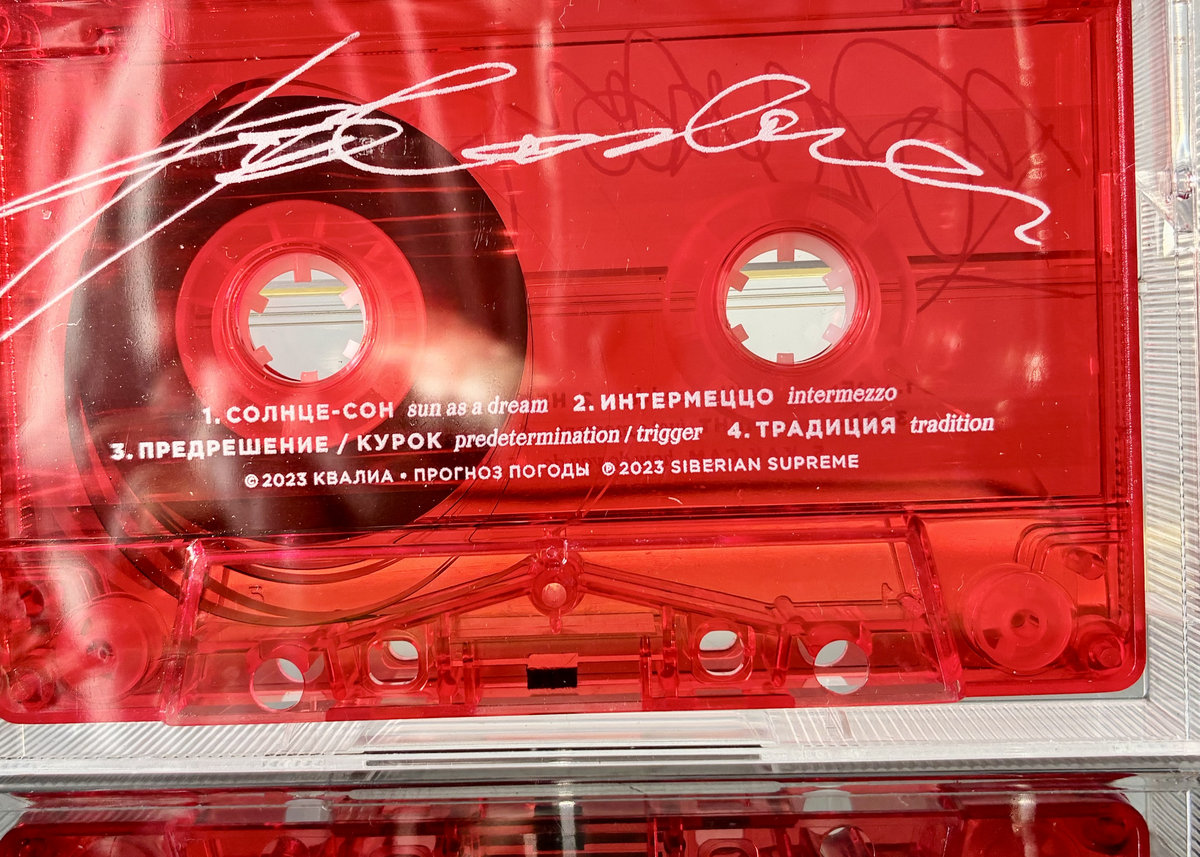 1. СОЛНЦЕ-СОН sun as a dream 2. ИНТЕРМЕЦЦО intermezzo
3. ПРЕДРЕШЕНИЕ / КУРОК predetermination / trigger 4. ТРАДИЦИЯ tradition
©2023 КВАЛИА • ПРОГНОЗ ПОГОДЫ ℗2023 SIBERIAN SUPREME